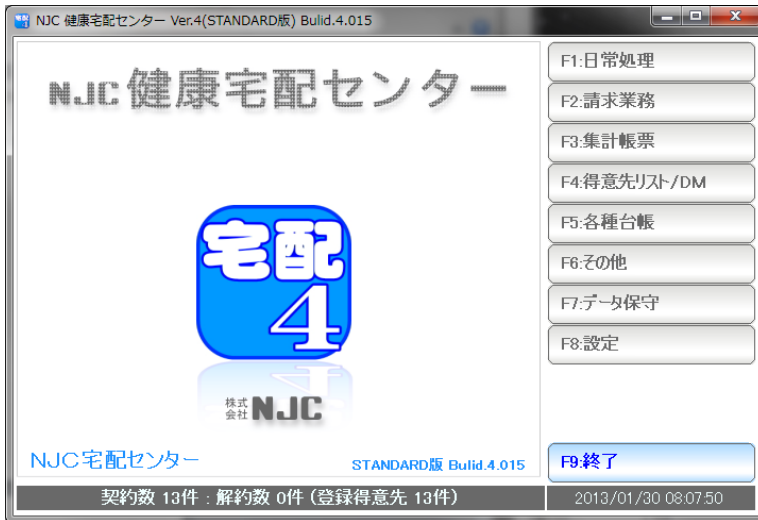 NJC 健康宅配センター Ver.4(STANDARD版) Bulid.4.015
NJC健康宅配センター
宅配
4
株式会社 NJC
NJC宅配センター
STANDARD版 Bulid.4.015
F1:日常処理
F2:請求業務
F3:集計帳票
F4:得意先リスト/DM
F5:各種台帳
F6:その他
F7:データ保守
F8:設定
F9:終了
契約数 13件 : 解約数 0件 (登録得意先 13件)
2013/01/30 08:07:50